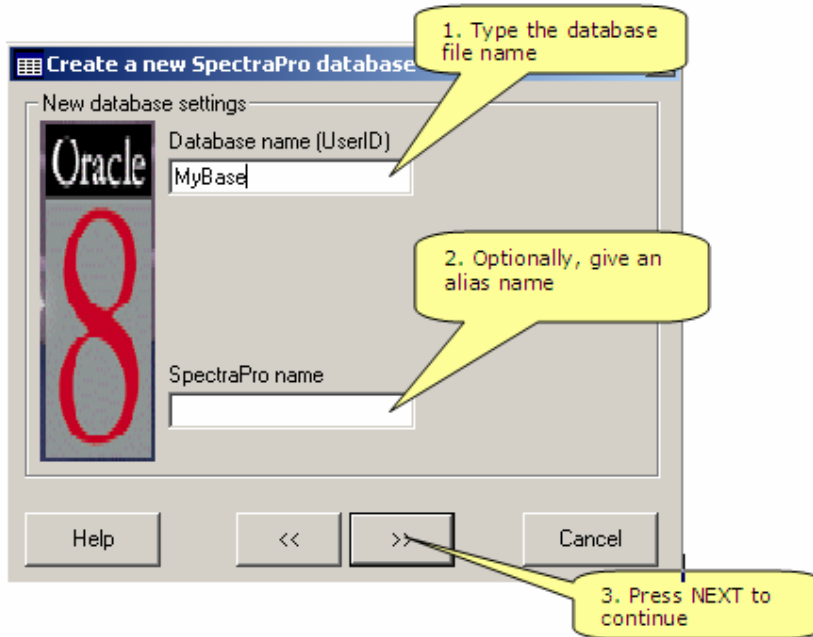 1. Type the database
file name
Create a new SpectraPro database
New database settings
Oracle
8
Database name (UserID)
MyBase
2. Optionally, give an
alias name
SpectraPro name
Help
<<
>>
Cancel
3. Press NEXT to
continue